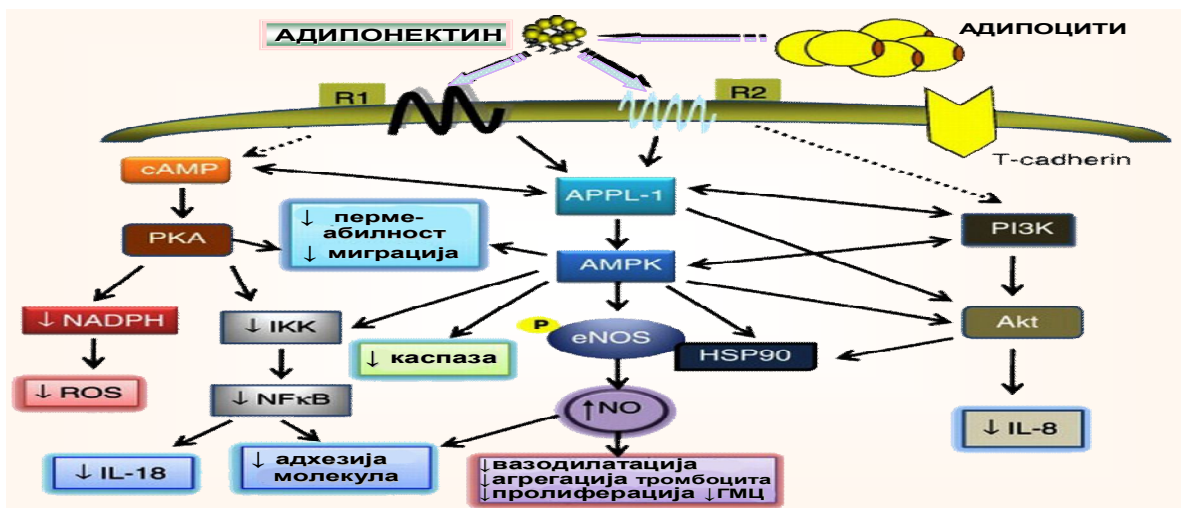 АДИПОНЕКТИН
АДИПОЦИТИ
R1
R2
T-cadherin
cAMP
APPL-1
↓ перме-
абилност
↓ миграција
PKA
PI3K
AMPK
↓ NADPH
↓ IKK
P
eNOS
HSP90
Akt
↓ каспаза
↓ ROS
↓ NFκB
↑NO
↓ IL-8
↓ IL-18
↓ адхезија
молекула
↓вазодилатација
↓агрегација тромбоцита
↓пролиферација ↓ГМЦ